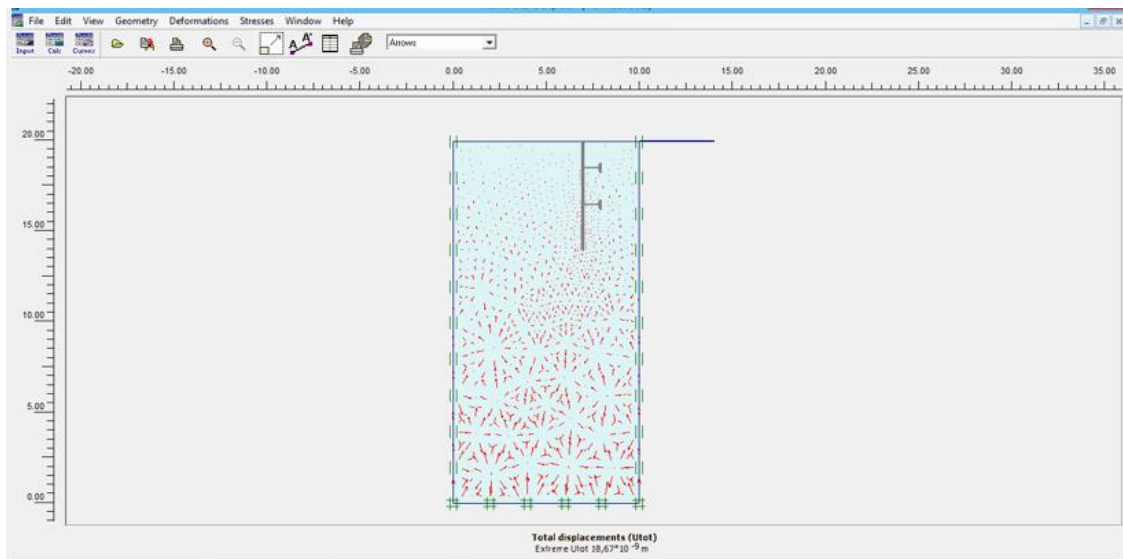 File Edit View Geometry Deformations Stresses Window Help
Input Calc Curves Arrows
-20.00 -15.00 -10.00 -5.00 0.00 5.00 10.00 15.00 20.00 25.00 30.00 35.00
20.00
15.00
10.00
5.00
0.00
Total displacements (Utot)
Extreme Utot 18,67*10 -9 m